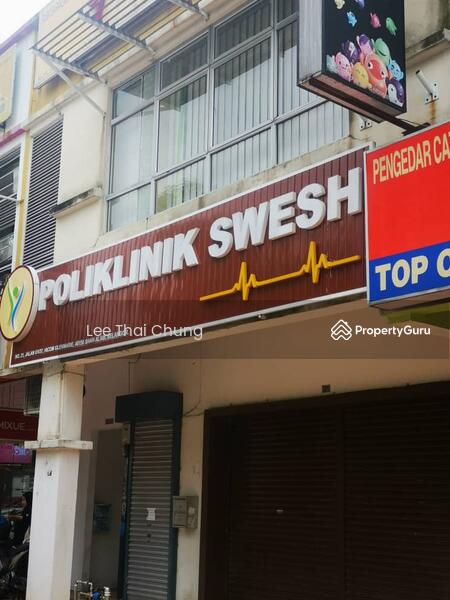 PENGEDAR CA
POLIKLINIK SWESH
TOP
Lee Thai Chung
PropertyGuru
MIXUE